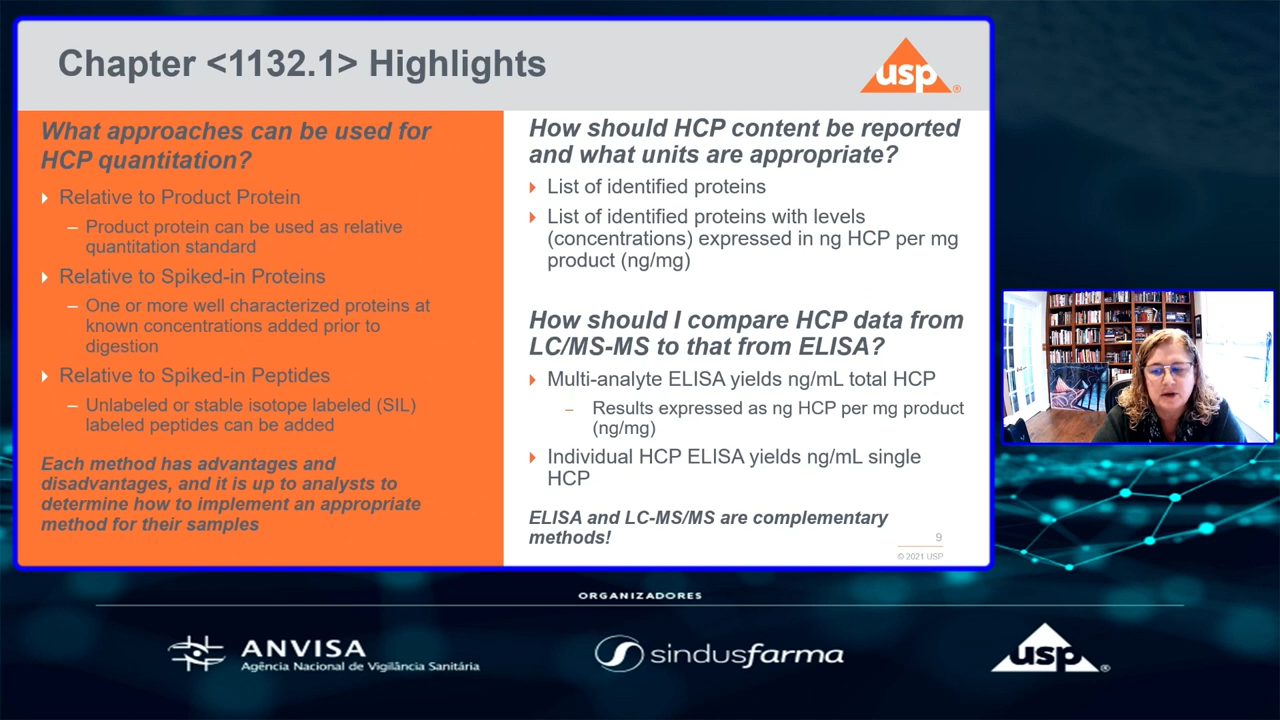 Chapter <1132.1> Highlights
usp
®
What approaches can be used for
HCP quantitation?
Relative to Product Protein
– Product protein can be used as relative
quantitation standard
Relative to Spiked-in Proteins
– One or more well characterized proteins at
known concentrations added prior to
digestion
Relative to Spiked-in Peptides
– Unlabeled or stable isotope labeled (SIL)
labeled peptides can be added
Each method has advantages and
disadvantages, and it is up to analysts to
determine how to implement an appropriate
method for their samples
How should HCP content be reported
and what units are appropriate?
List of identified proteins
List of identified proteins with levels
(concentrations) expressed in ng HCP per mg
product (ng/mg)
How should I compare HCP data from
LC/MS-MS to that from ELISA?
Multi-analyte ELISA yields ng/mL total HCP
– Results expressed as ng HCP per mg product
(ng/mg)
Individual HCP ELISA yields ng/mL single
HCP
ELISA and LC-MS/MS are complementary
methods!
9
© 2021 USP
ORGANIZADORES
ANVISA
Agência Nacional de Vigilância Sanitária
sindusfarma
usp
®